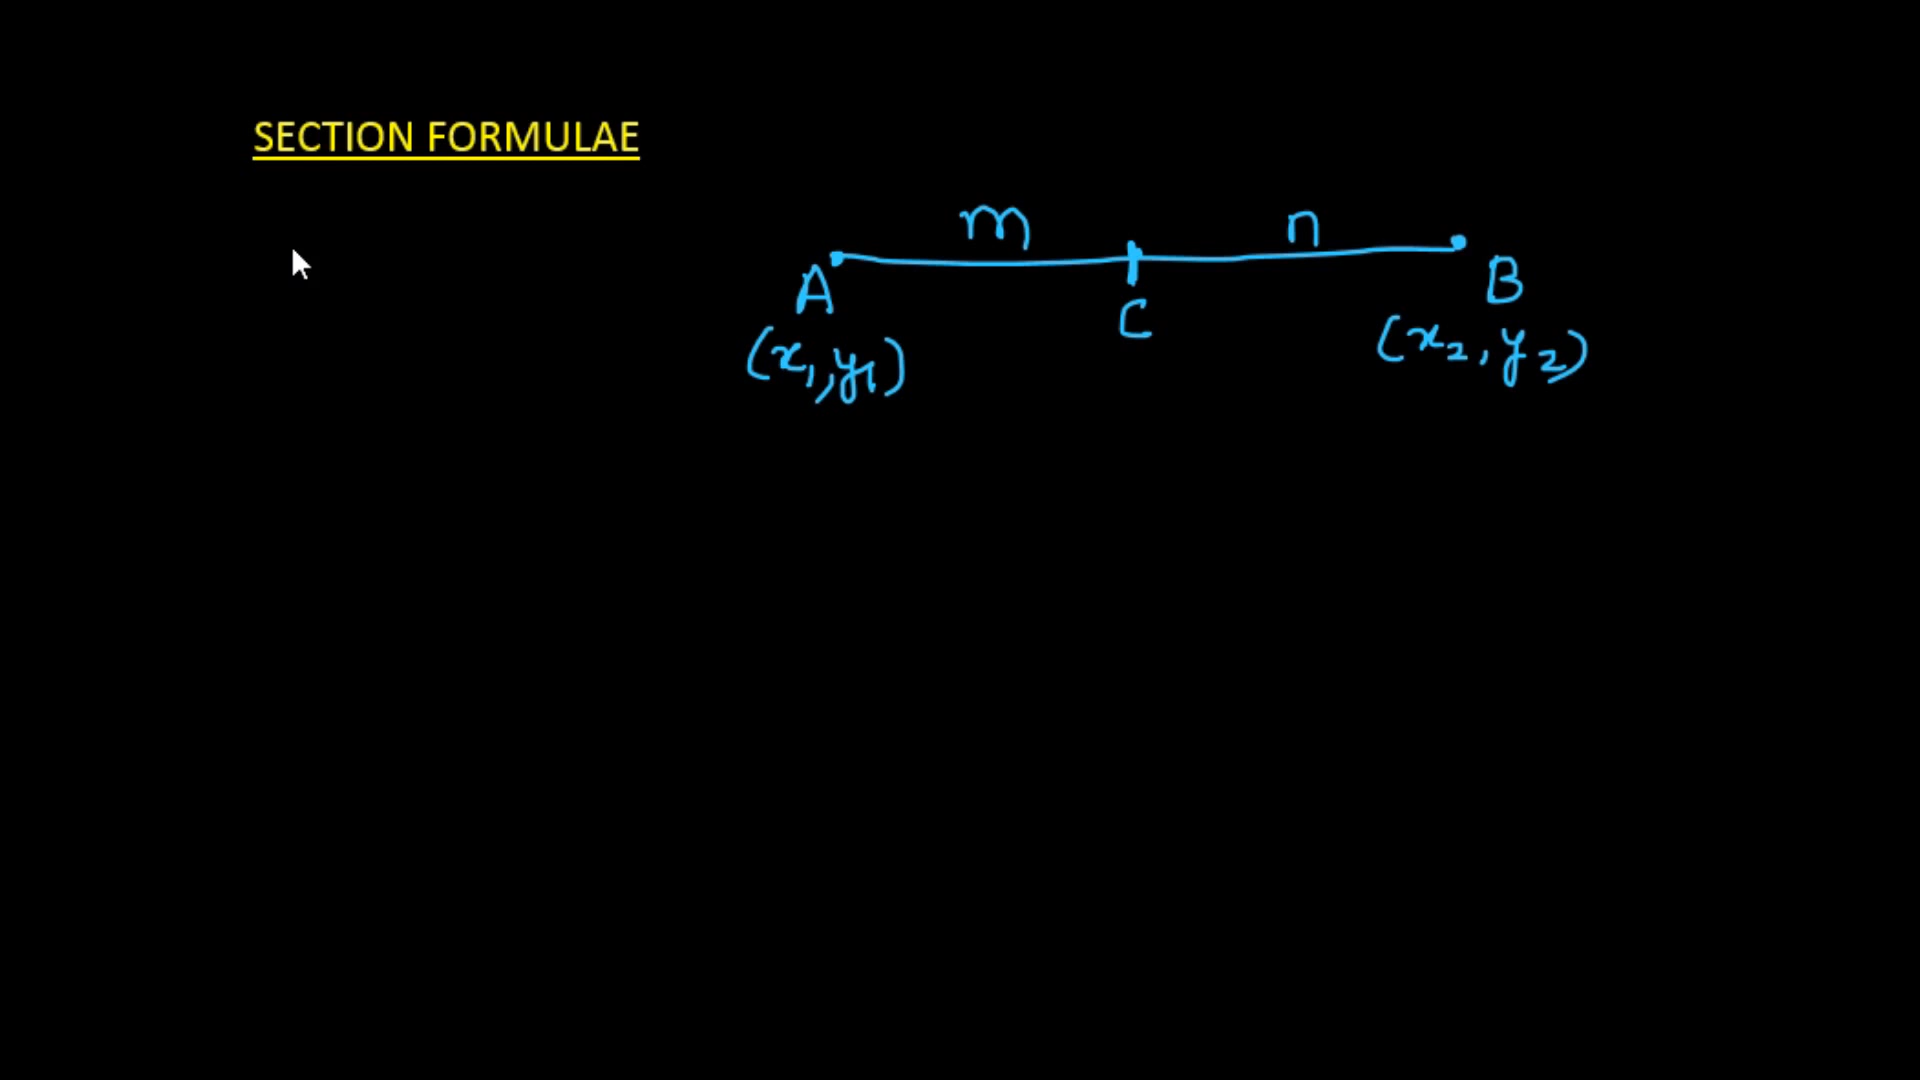 SECTION FORMULAE
m n
A C B
(x₁,y₁) (x₂,y₂)